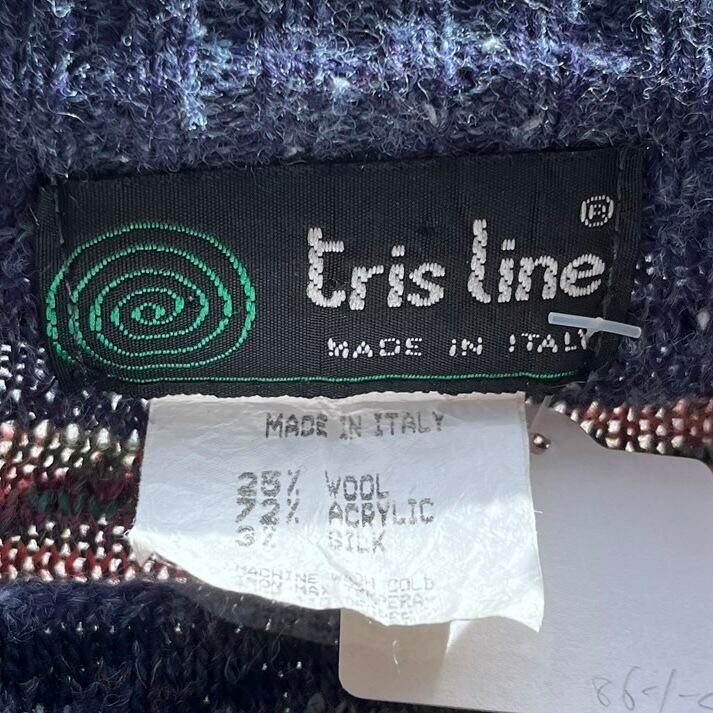 tris line ®
MADE IN ITALY
MADE IN ITALY
25% WOOL
72% ACRYLIC
3% SILK
MACHINE WASH COLD